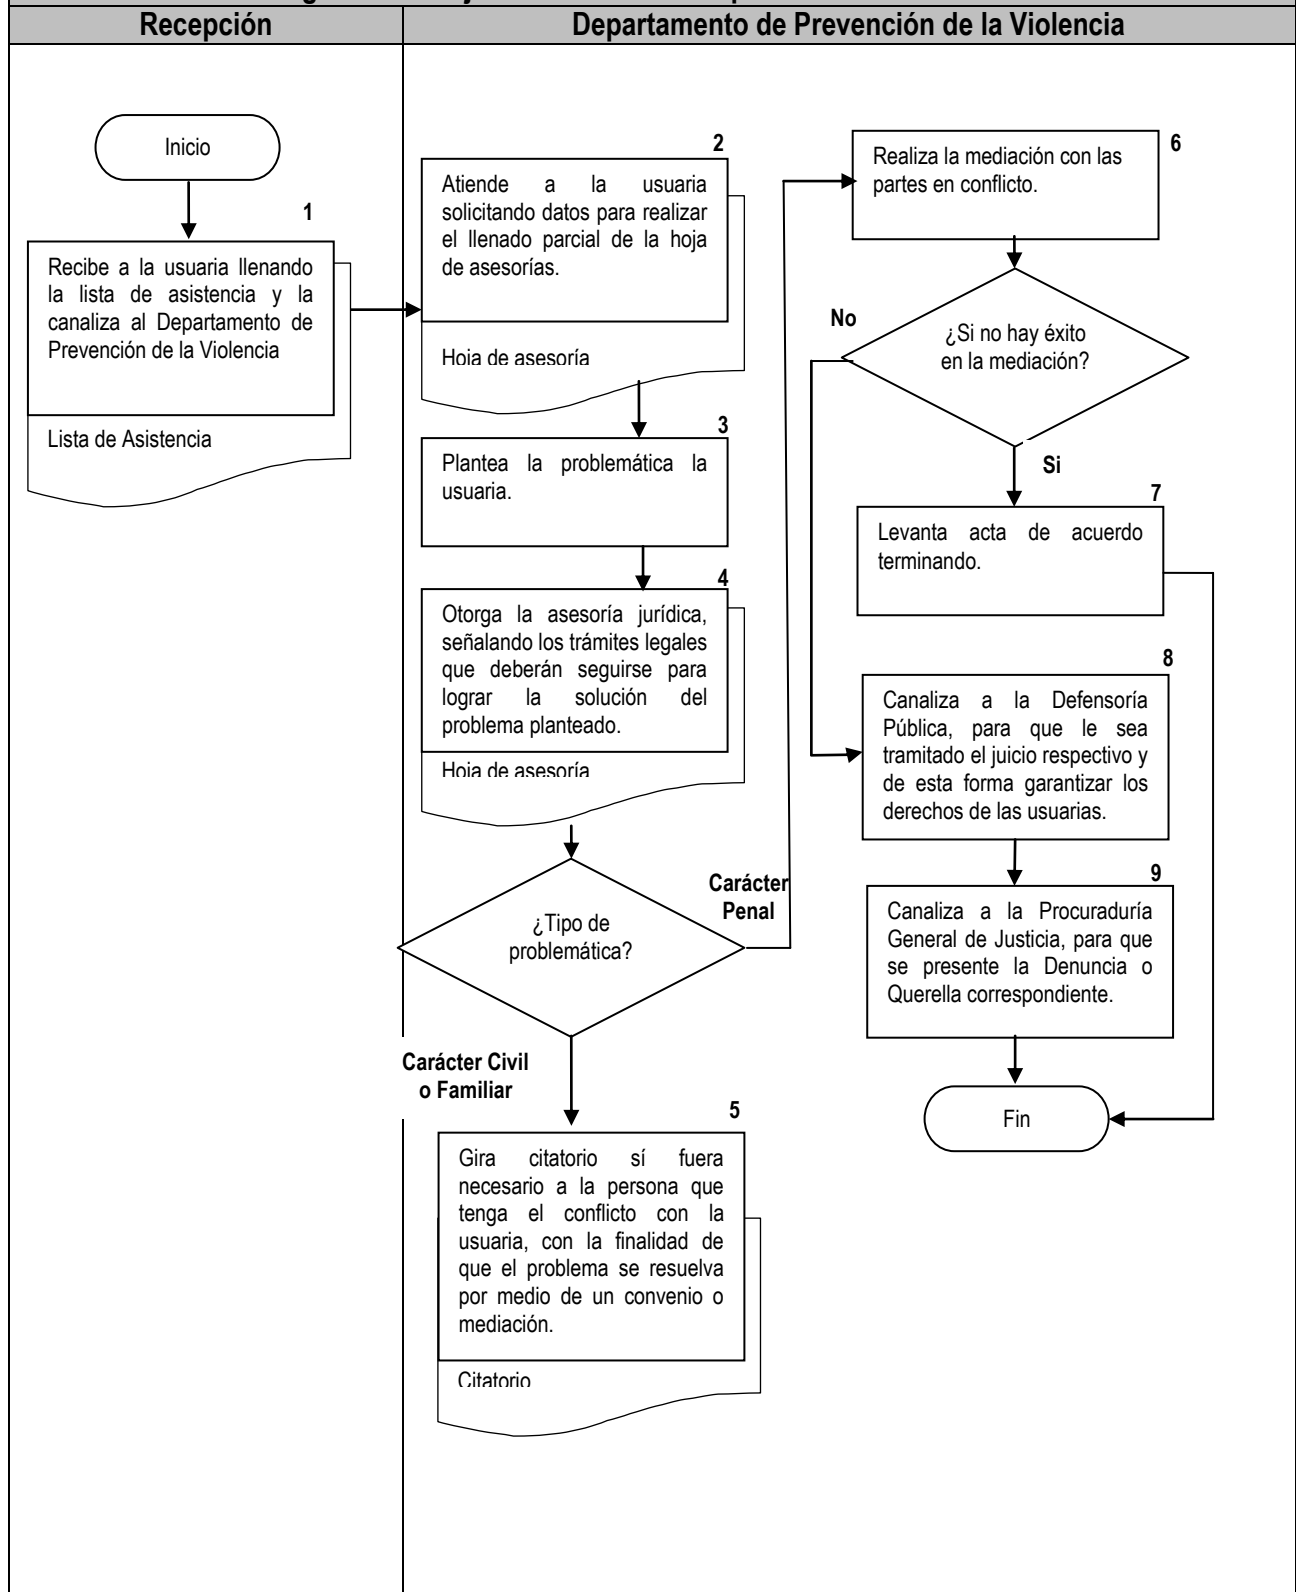 Recepción
Departamento de Prevención de la Violencia
Inicio
1
Recibe a la usuaria llenando
la lista de asistencia y la
canaliza al Departamento de
Prevención de la Violencia
Lista de Asistencia
2
Atiende a la usuaria
solicitando datos para realizar
el llenado parcial de la hoja
de asesorías.
Hoja de asesoría
3
Plantea la problemática la
usuaria.
4
Otorga la asesoría jurídica,
señalando los trámites legales
que deberán seguirse para
lograr la solución del
problema planteado.
Hoja de asesoría
¿Tipo de
problemática?
Carácter
Penal
Carácter Civil
o Familiar
5
Gira citatorio sí fuera
necesario a la persona que
tenga el conflicto con la
usuaria, con la finalidad de
que el problema se resuelva
por medio de un convenio o
mediación.
Citatorio
6
Realiza la mediación con las
partes en conflicto.
¿Si no hay éxito
en la mediación?
No
Si
7
Levanta acta de acuerdo
terminando.
8
Canaliza a la Defensoría
Pública, para que le sea
tramitado el juicio respectivo y
de esta forma garantizar los
derechos de las usuarias.
9
Canaliza a la Procuraduría
General de Justicia, para que
se presente la Denuncia o
Querella correspondiente.
Fin